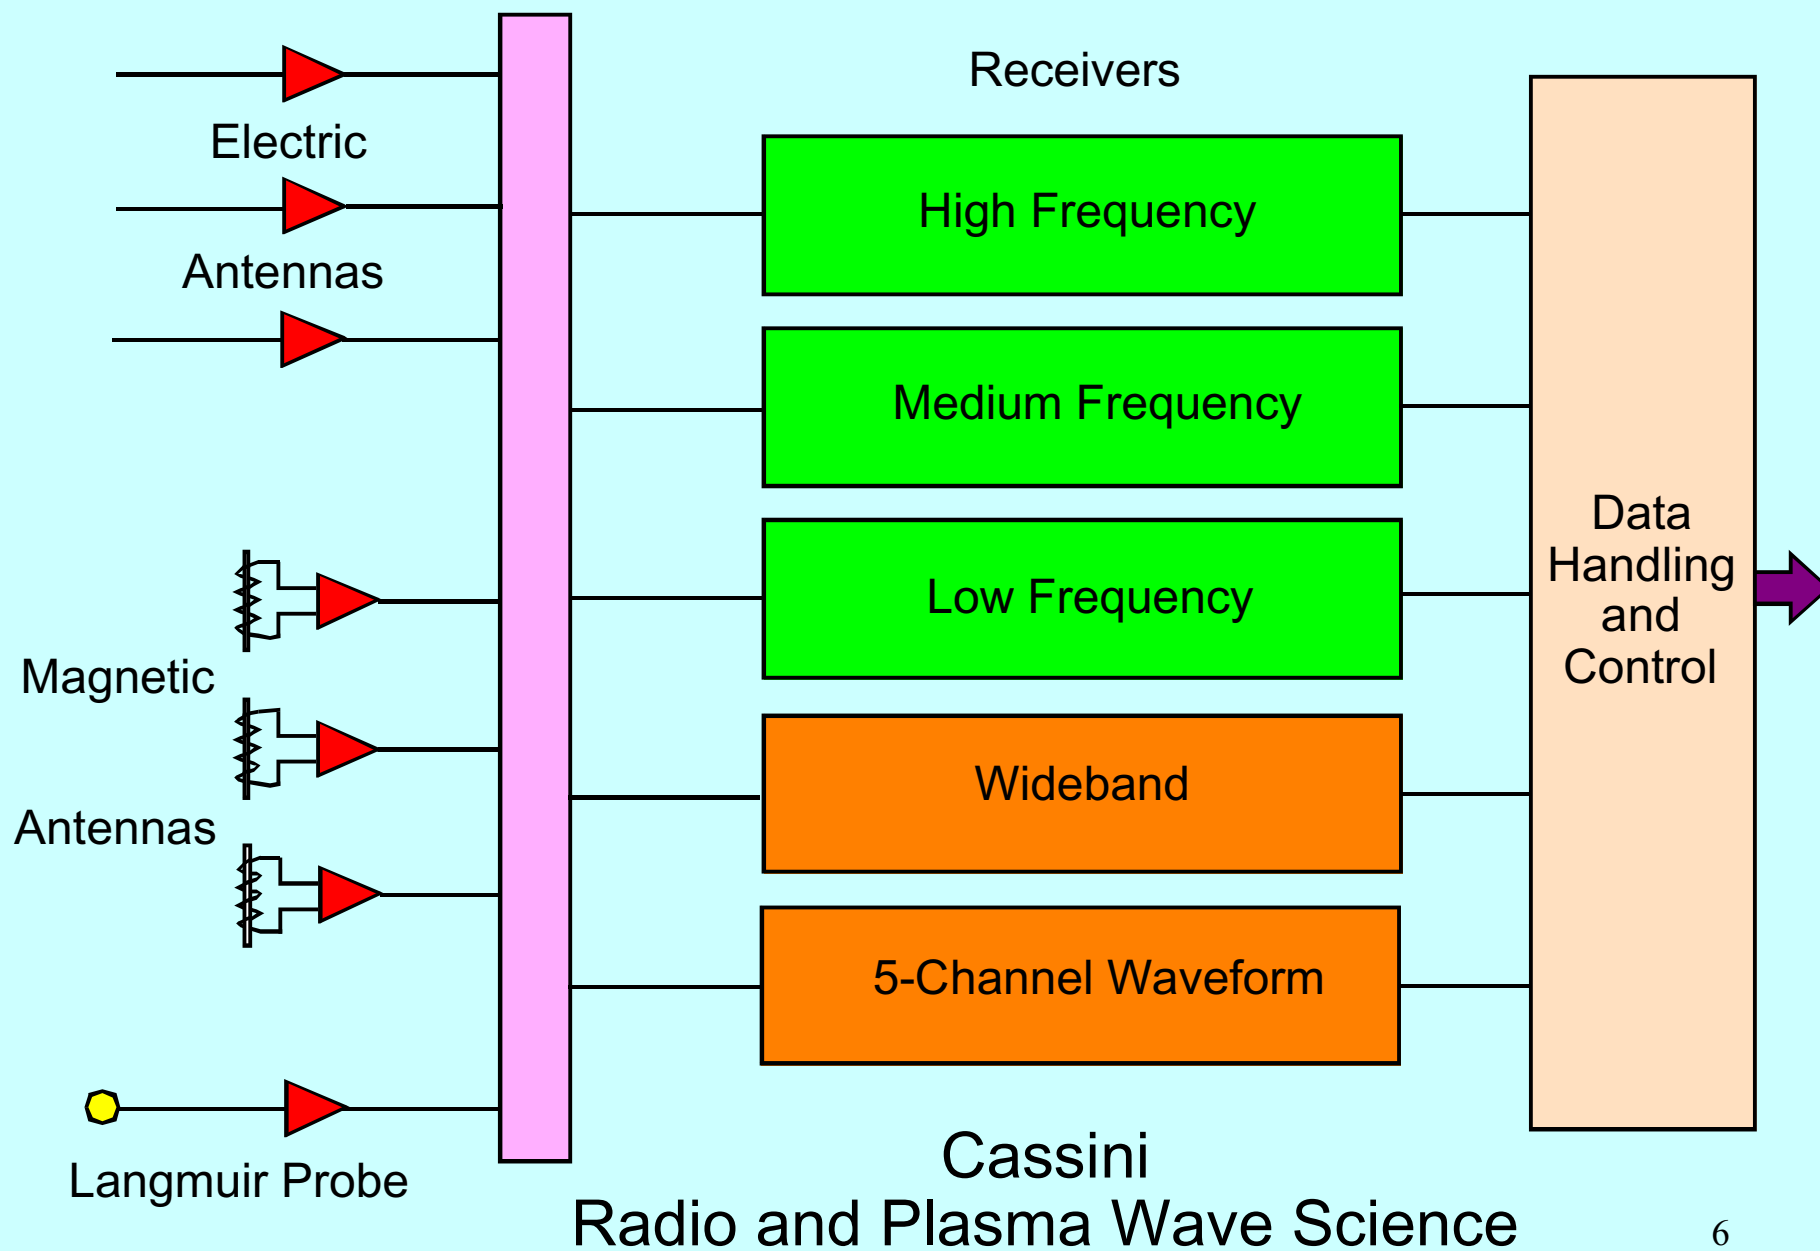 Receivers
Electric
Antennas
High Frequency
Medium Frequency
Low Frequency
Magnetic
Antennas
Wideband
5-Channel Waveform
Langmuir Probe
Data
Handling
and
Control
Cassini
Radio and Plasma Wave Science
6